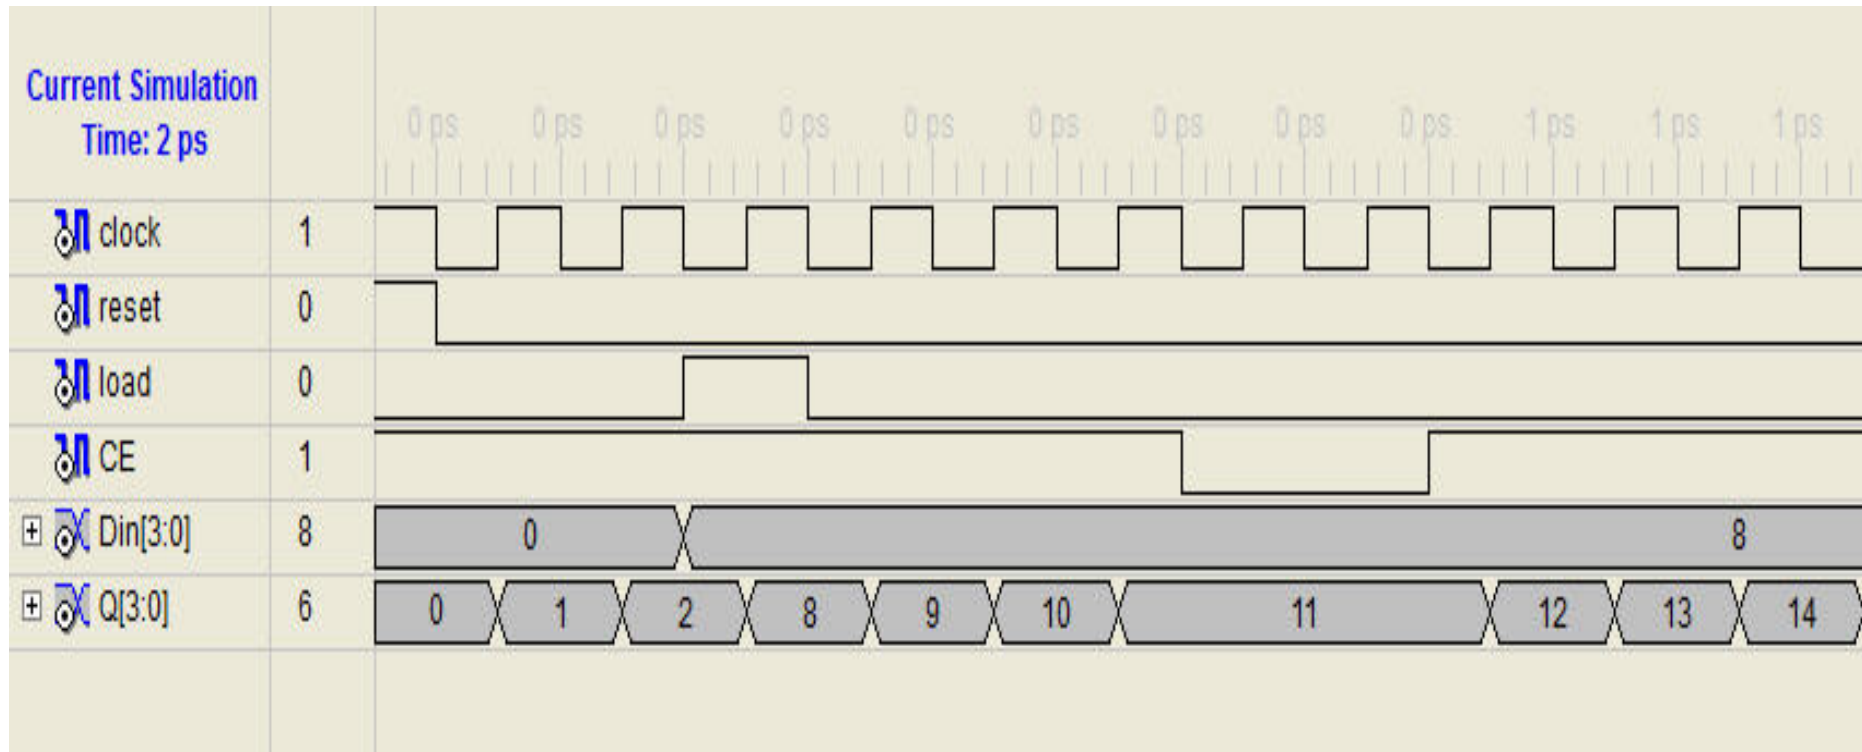 Current Simulation
Time: 2 ps
0 ps 0 ps 0 ps 0 ps 0 ps 0 ps 0 ps 0 ps 0 ps 1 ps 1 ps 1 ps
clock 1
reset 0
load 0
CE 1
Din[3:0] 8 0 8
Q[3:0] 6 0 1 2 8 9 10 11 12 13 14